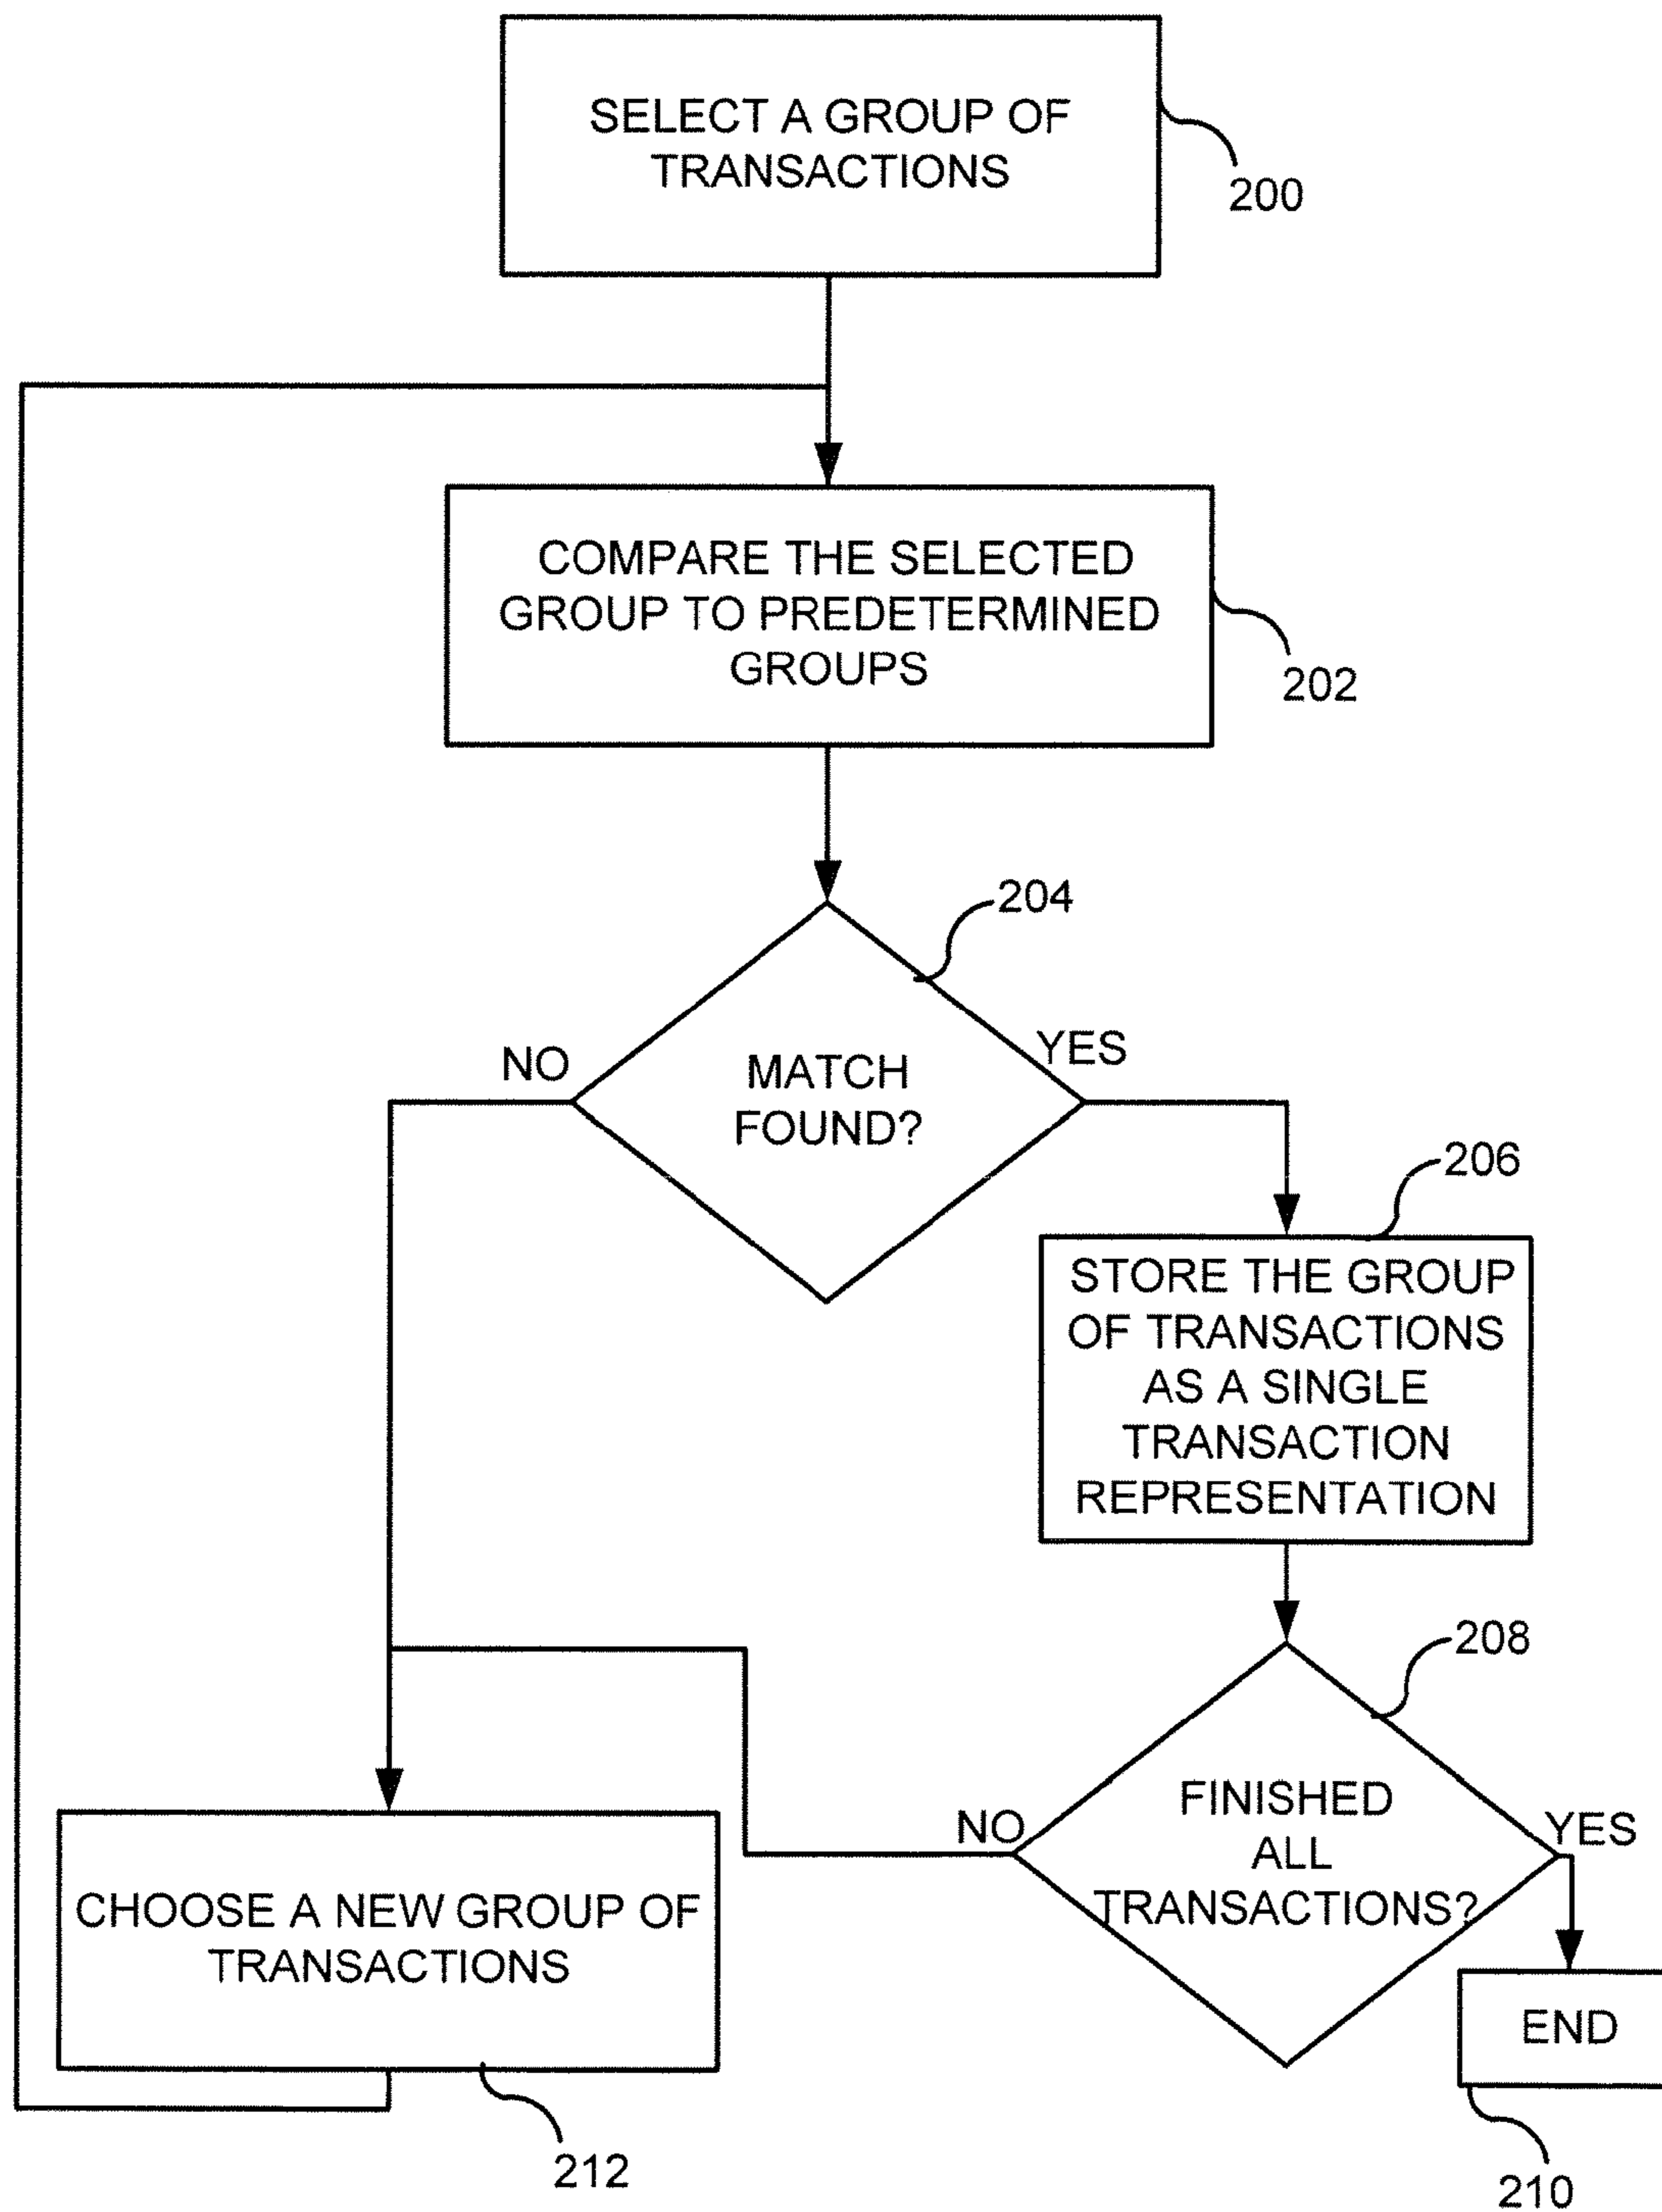 SELECT A GROUP OF
TRANSACTIONS
200
COMPARE THE SELECTED
GROUP TO PREDETERMINED
GROUPS
202
204
NO
YES
MATCH
FOUND?
206
STORE THE GROUP
OF TRANSACTIONS
AS A SINGLE
TRANSACTION
REPRESENTATION
208
FINISHED
ALL
TRANSACTIONS?
NO
YES
CHOOSE A NEW GROUP OF
TRANSACTIONS
END
212
210